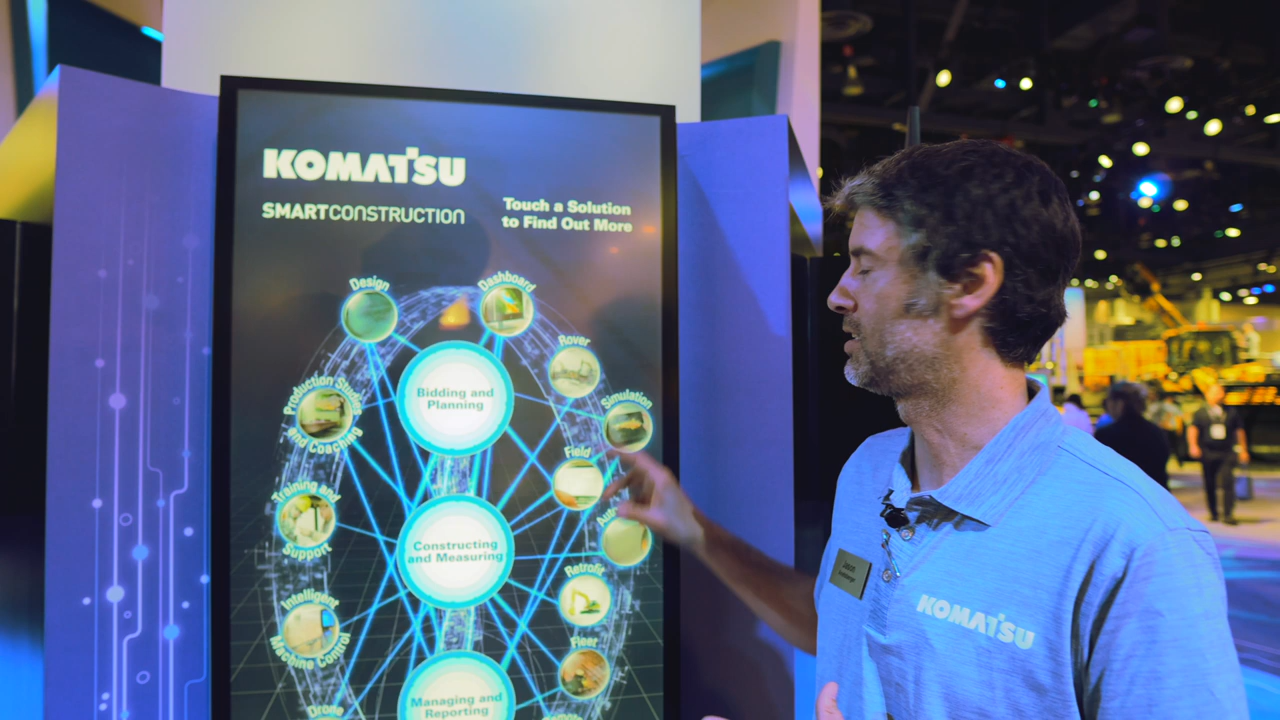 KOMATSU
SMARTCONSTRUCTION
Touch a Solution
to Find Out More
Design
Dashboard
Rover
Bidding and
Planning
Production Studies
and Coaching
Simulation
Field
Training and
Support
Constructing
and Measuring
Retrofit
Intelligent
Machine Control
Fleet
Managing and
Reporting
Drone
Jason
KOMATSU